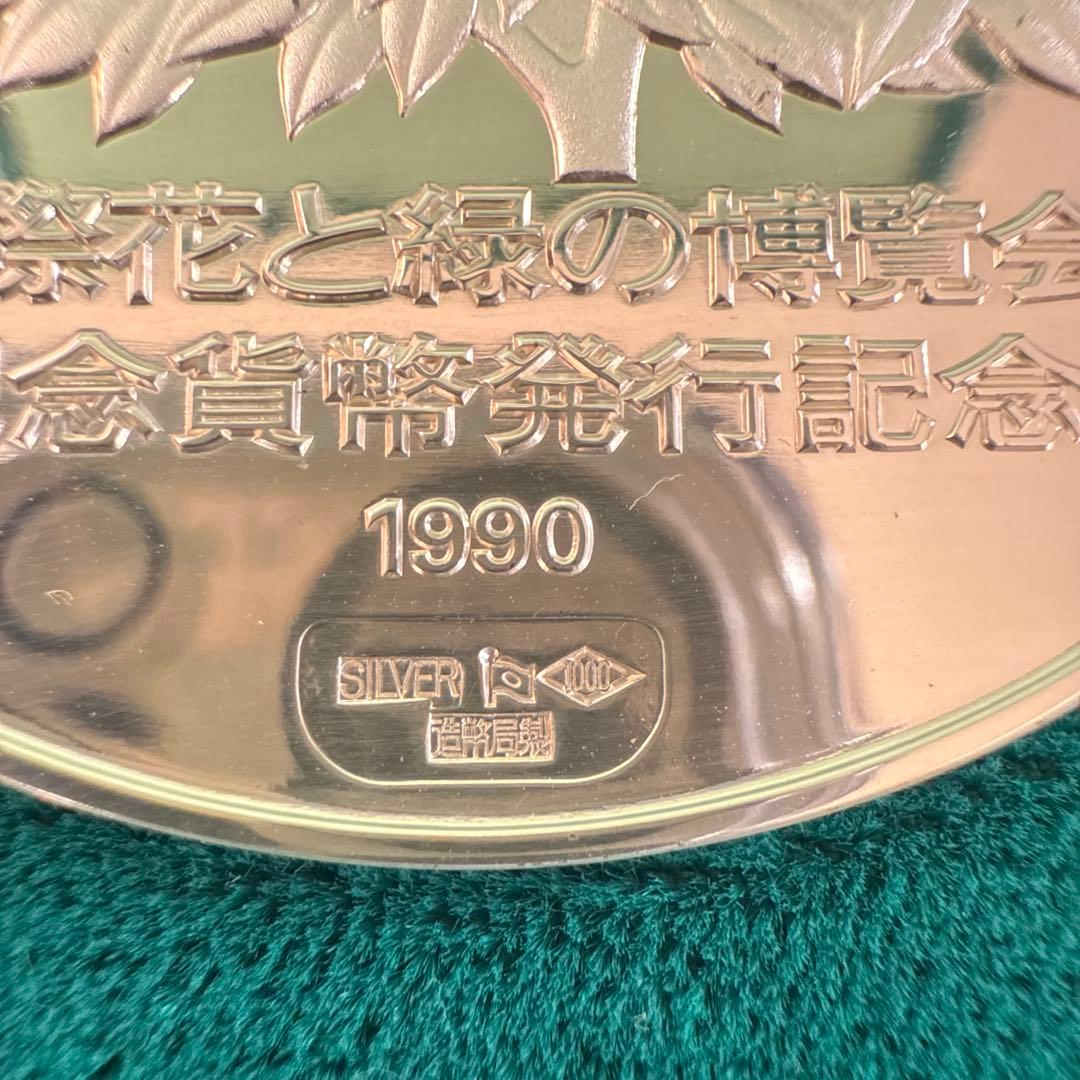 祭花と緑の博覧会
念貨幣発行記念
1990
SILVER 1000
造幣局製